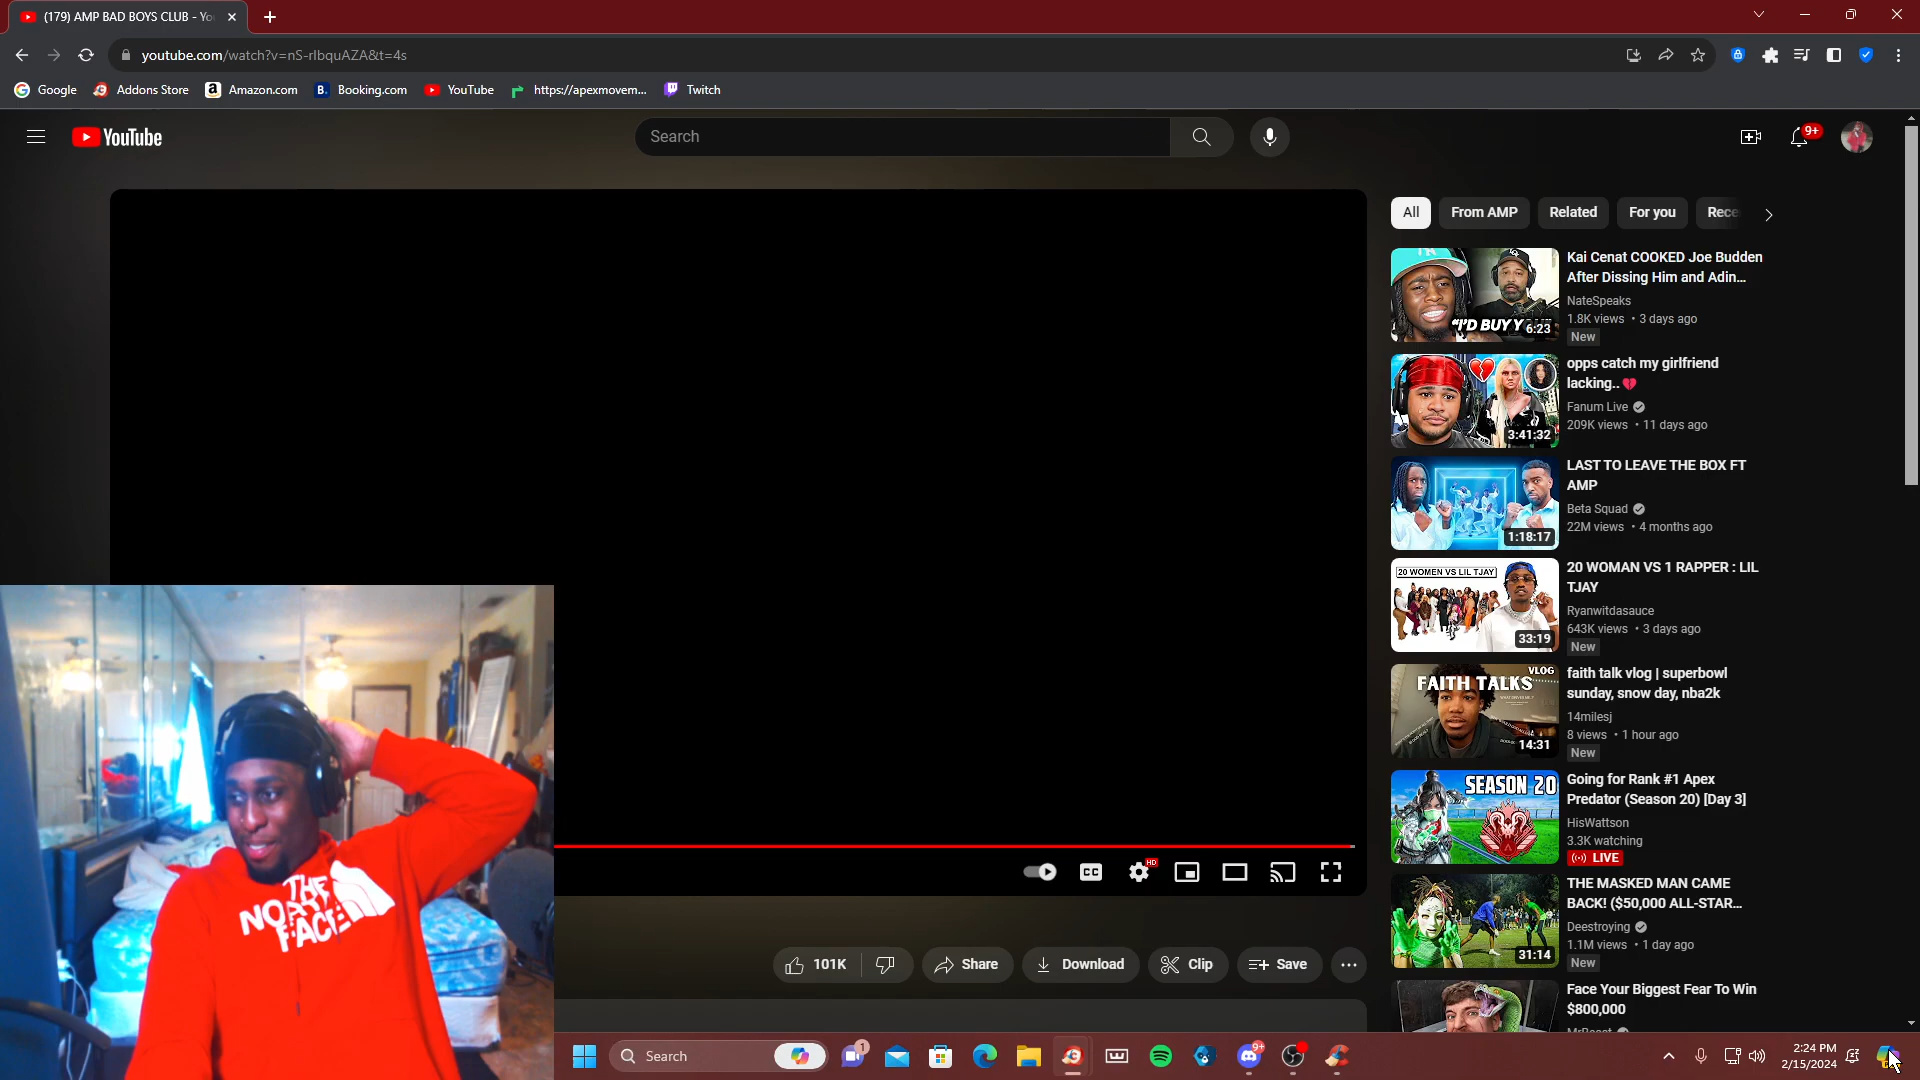 (179) AMP BAD BOYS CLUB - Yo
youtube.com/watch?v=nS-rIbquAZA&t=4s
Google
Addons Store
Amazon.com
B.
Booking.com
YouTube
https://apexmovem...
Twitch
YouTube
Search
9+
All
From AMP
Related
For you
Rece
"I'D BUY Y
6:23
Kai Cenat COOKED Joe Budden
After Dissing Him and Adin...
NateSpeaks
1.8K views • 3 days ago
New
3:41:32
opps catch my girlfriend
lacking..💔
Fanum Live
209K views • 11 days ago
1:18:17
LAST TO LEAVE THE BOX FT
AMP
Beta Squad
22M views • 4 months ago
20 WOMEN VS LIL TJAY
33:19
20 WOMAN VS 1 RAPPER : LIL
TJAY
Ryanwitdasauce
643K views • 3 days ago
New
VLOG
FAITH TALKS
14:31
faith talk vlog | superbowl
sunday, snow day, nba2k
14milesj
8 views • 1 hour ago
New
SEASON 20
Going for Rank #1 Apex
Predator (Season 20) [Day 3]
HisWattson
3.3K watching
LIVE
31:14
THE MASKED MAN CAME
BACK! ($50,000 ALL-STAR...
Deestroying
1.1M views • 1 day ago
New
Face Your Biggest Fear To Win
$800,000
MrBeast
CC
HD
101K
Share
Download
Clip
Save
THE
NORTH
FACE
Search
1
9+
2:24 PM
2/15/2024